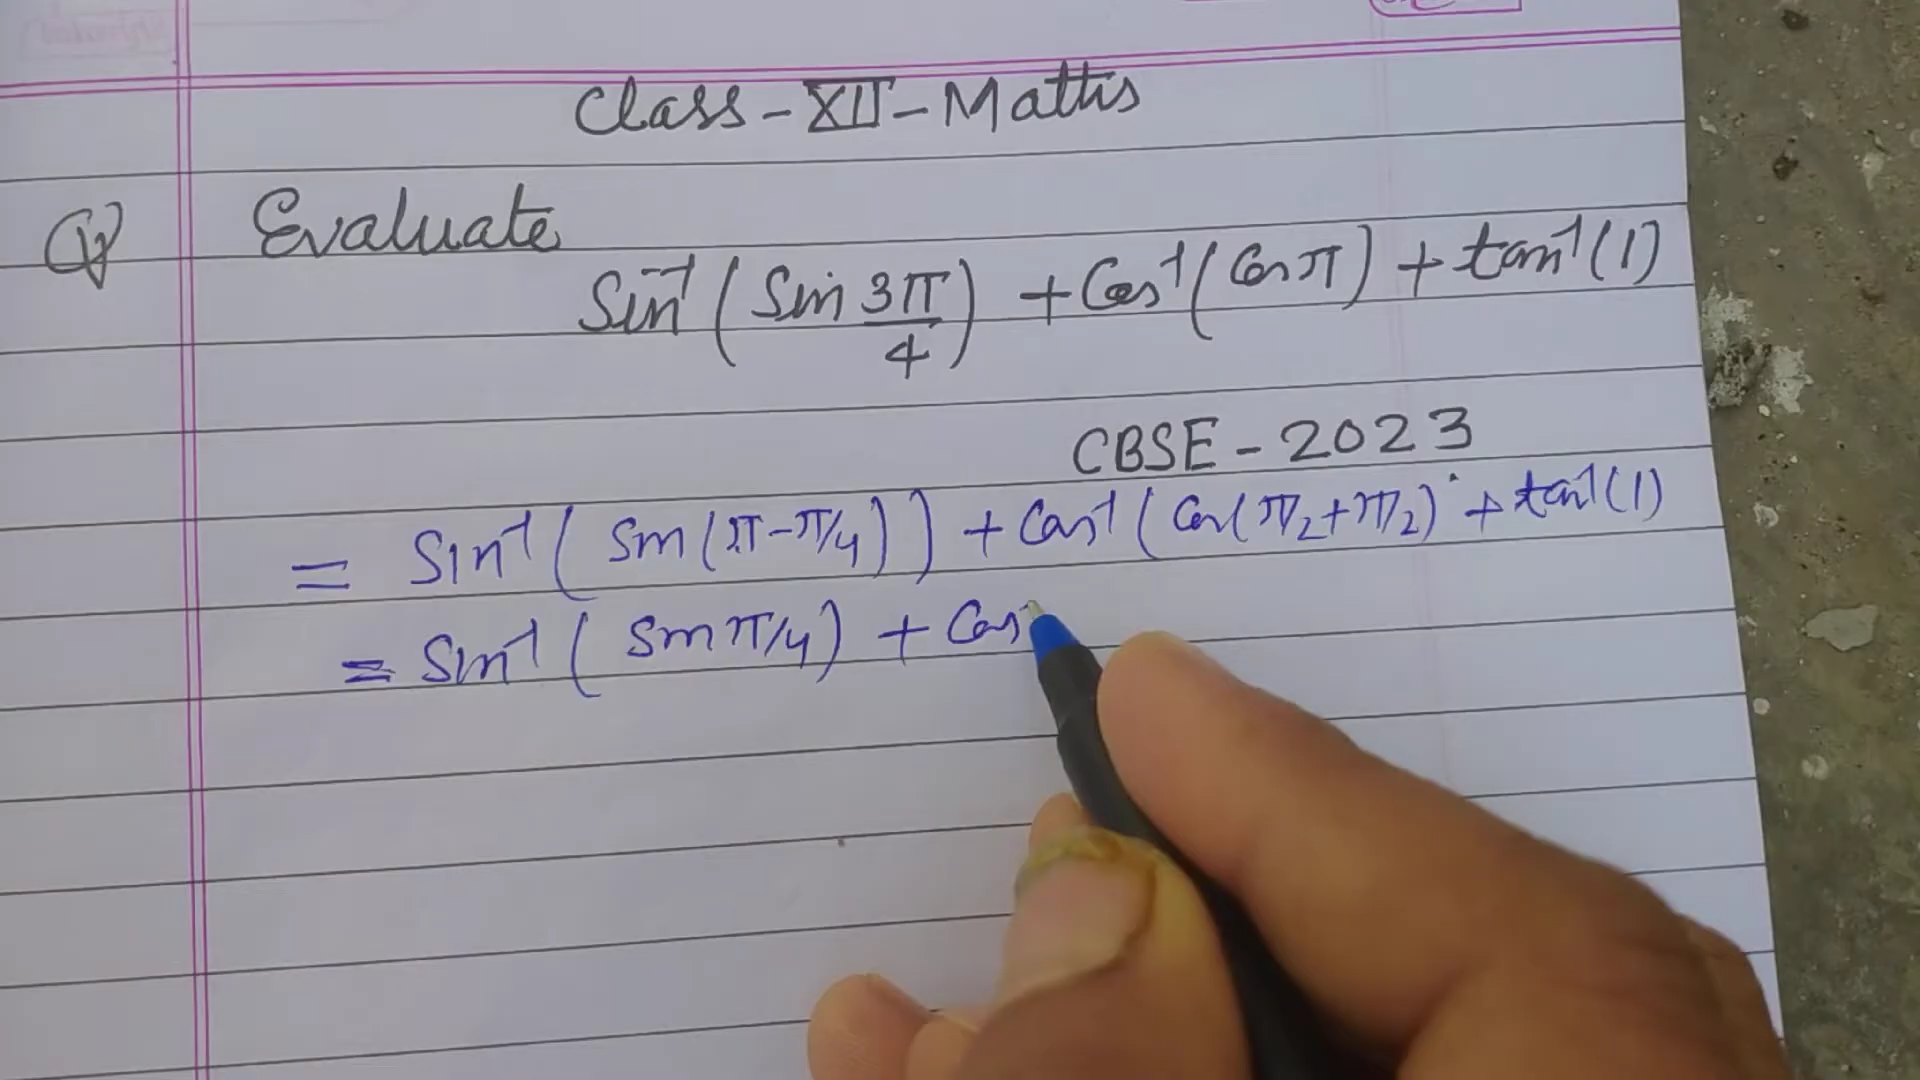 Class-XII-Maths
Q Evaluate
Sin⁻¹(Sin 3π/4) + Cos⁻¹(Cos π) + tan⁻¹(1)
CBSE-2023
= Sin⁻¹(Sin(π-π/4)) + Cos⁻¹(Cos(π/2+π/2) + tan⁻¹(1)
= Sin⁻¹(Sin π/4) + Cos